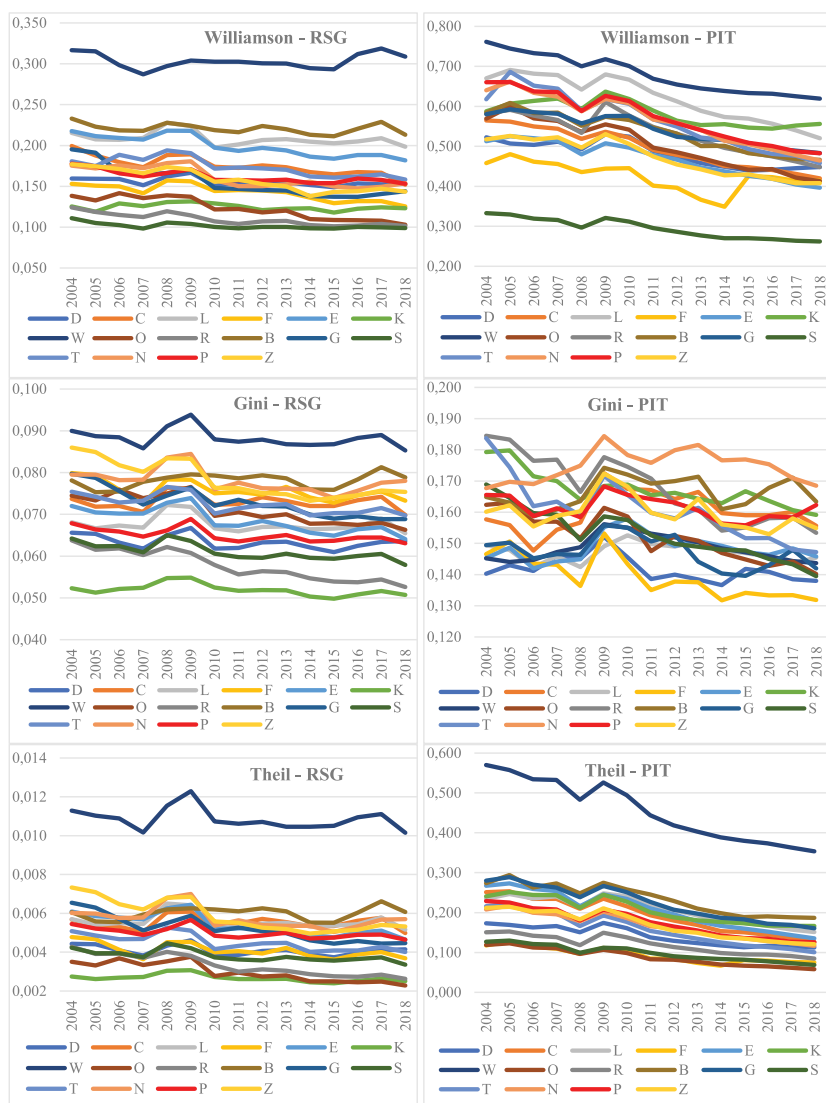 Williamson - RSG
0,350
0,300
0,250
0,200
0,150
0,100
0,050
2004 2005 2006 2007 2008 2009 2010 2011 2012 2013 2014 2015 2016 2017 2018
D C L F E K
W O R B G S
T N P Z
Williamson - PIT
0,800
0,700
0,600
0,500
0,400
0,300
0,200
2004 2005 2006 2007 2008 2009 2010 2011 2012 2013 2014 2015 2016 2017 2018
D C L F E K
W O R B G S
T N P Z
Gini - RSG
0,100
0,090
0,080
0,070
0,060
0,050
0,040
2004 2005 2006 2007 2008 2009 2010 2011 2012 2013 2014 2015 2016 2017 2018
D C L F E K
W O R B G S
T N P Z
Gini - PIT
0,200
0,190
0,180
0,170
0,160
0,150
0,140
0,130
0,120
2004 2005 2006 2007 2008 2009 2010 2011 2012 2013 2014 2015 2016 2017 2018
D C L F E K
W O R B G S
T N P Z
Theil - RSG
0,014
0,012
0,010
0,008
0,006
0,004
0,002
2004 2005 2006 2007 2008 2009 2010 2011 2012 2013 2014 2015 2016 2017 2018
D C L F E K
W O R B G S
T N P Z
Theil - PIT
0,600
0,500
0,400
0,300
0,200
0,100
0,000
2004 2005 2006 2007 2008 2009 2010 2011 2012 2013 2014 2015 2016 2017 2018
D C L F E K
W O R B G S
T N P Z